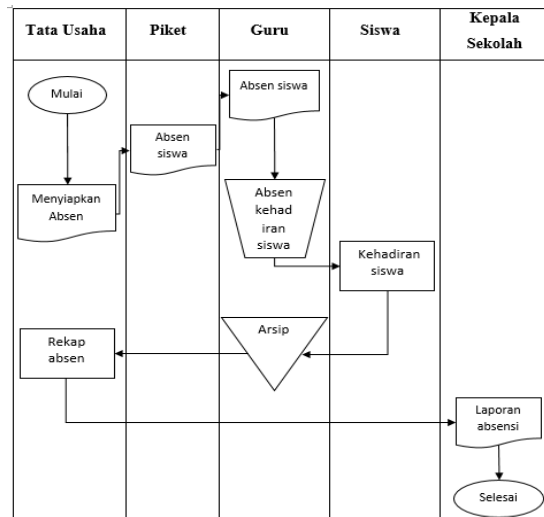 Tata Usaha
Piket
Guru
Siswa
Kepala
Sekolah
Mulai
Absen siswa
Absen
siswa
Menyiapkan
Absen
Absen
kehad
iran
siswa
Kehadiran
siswa
Arsip
Rekap
absen
Laporan
absensi
Selesai